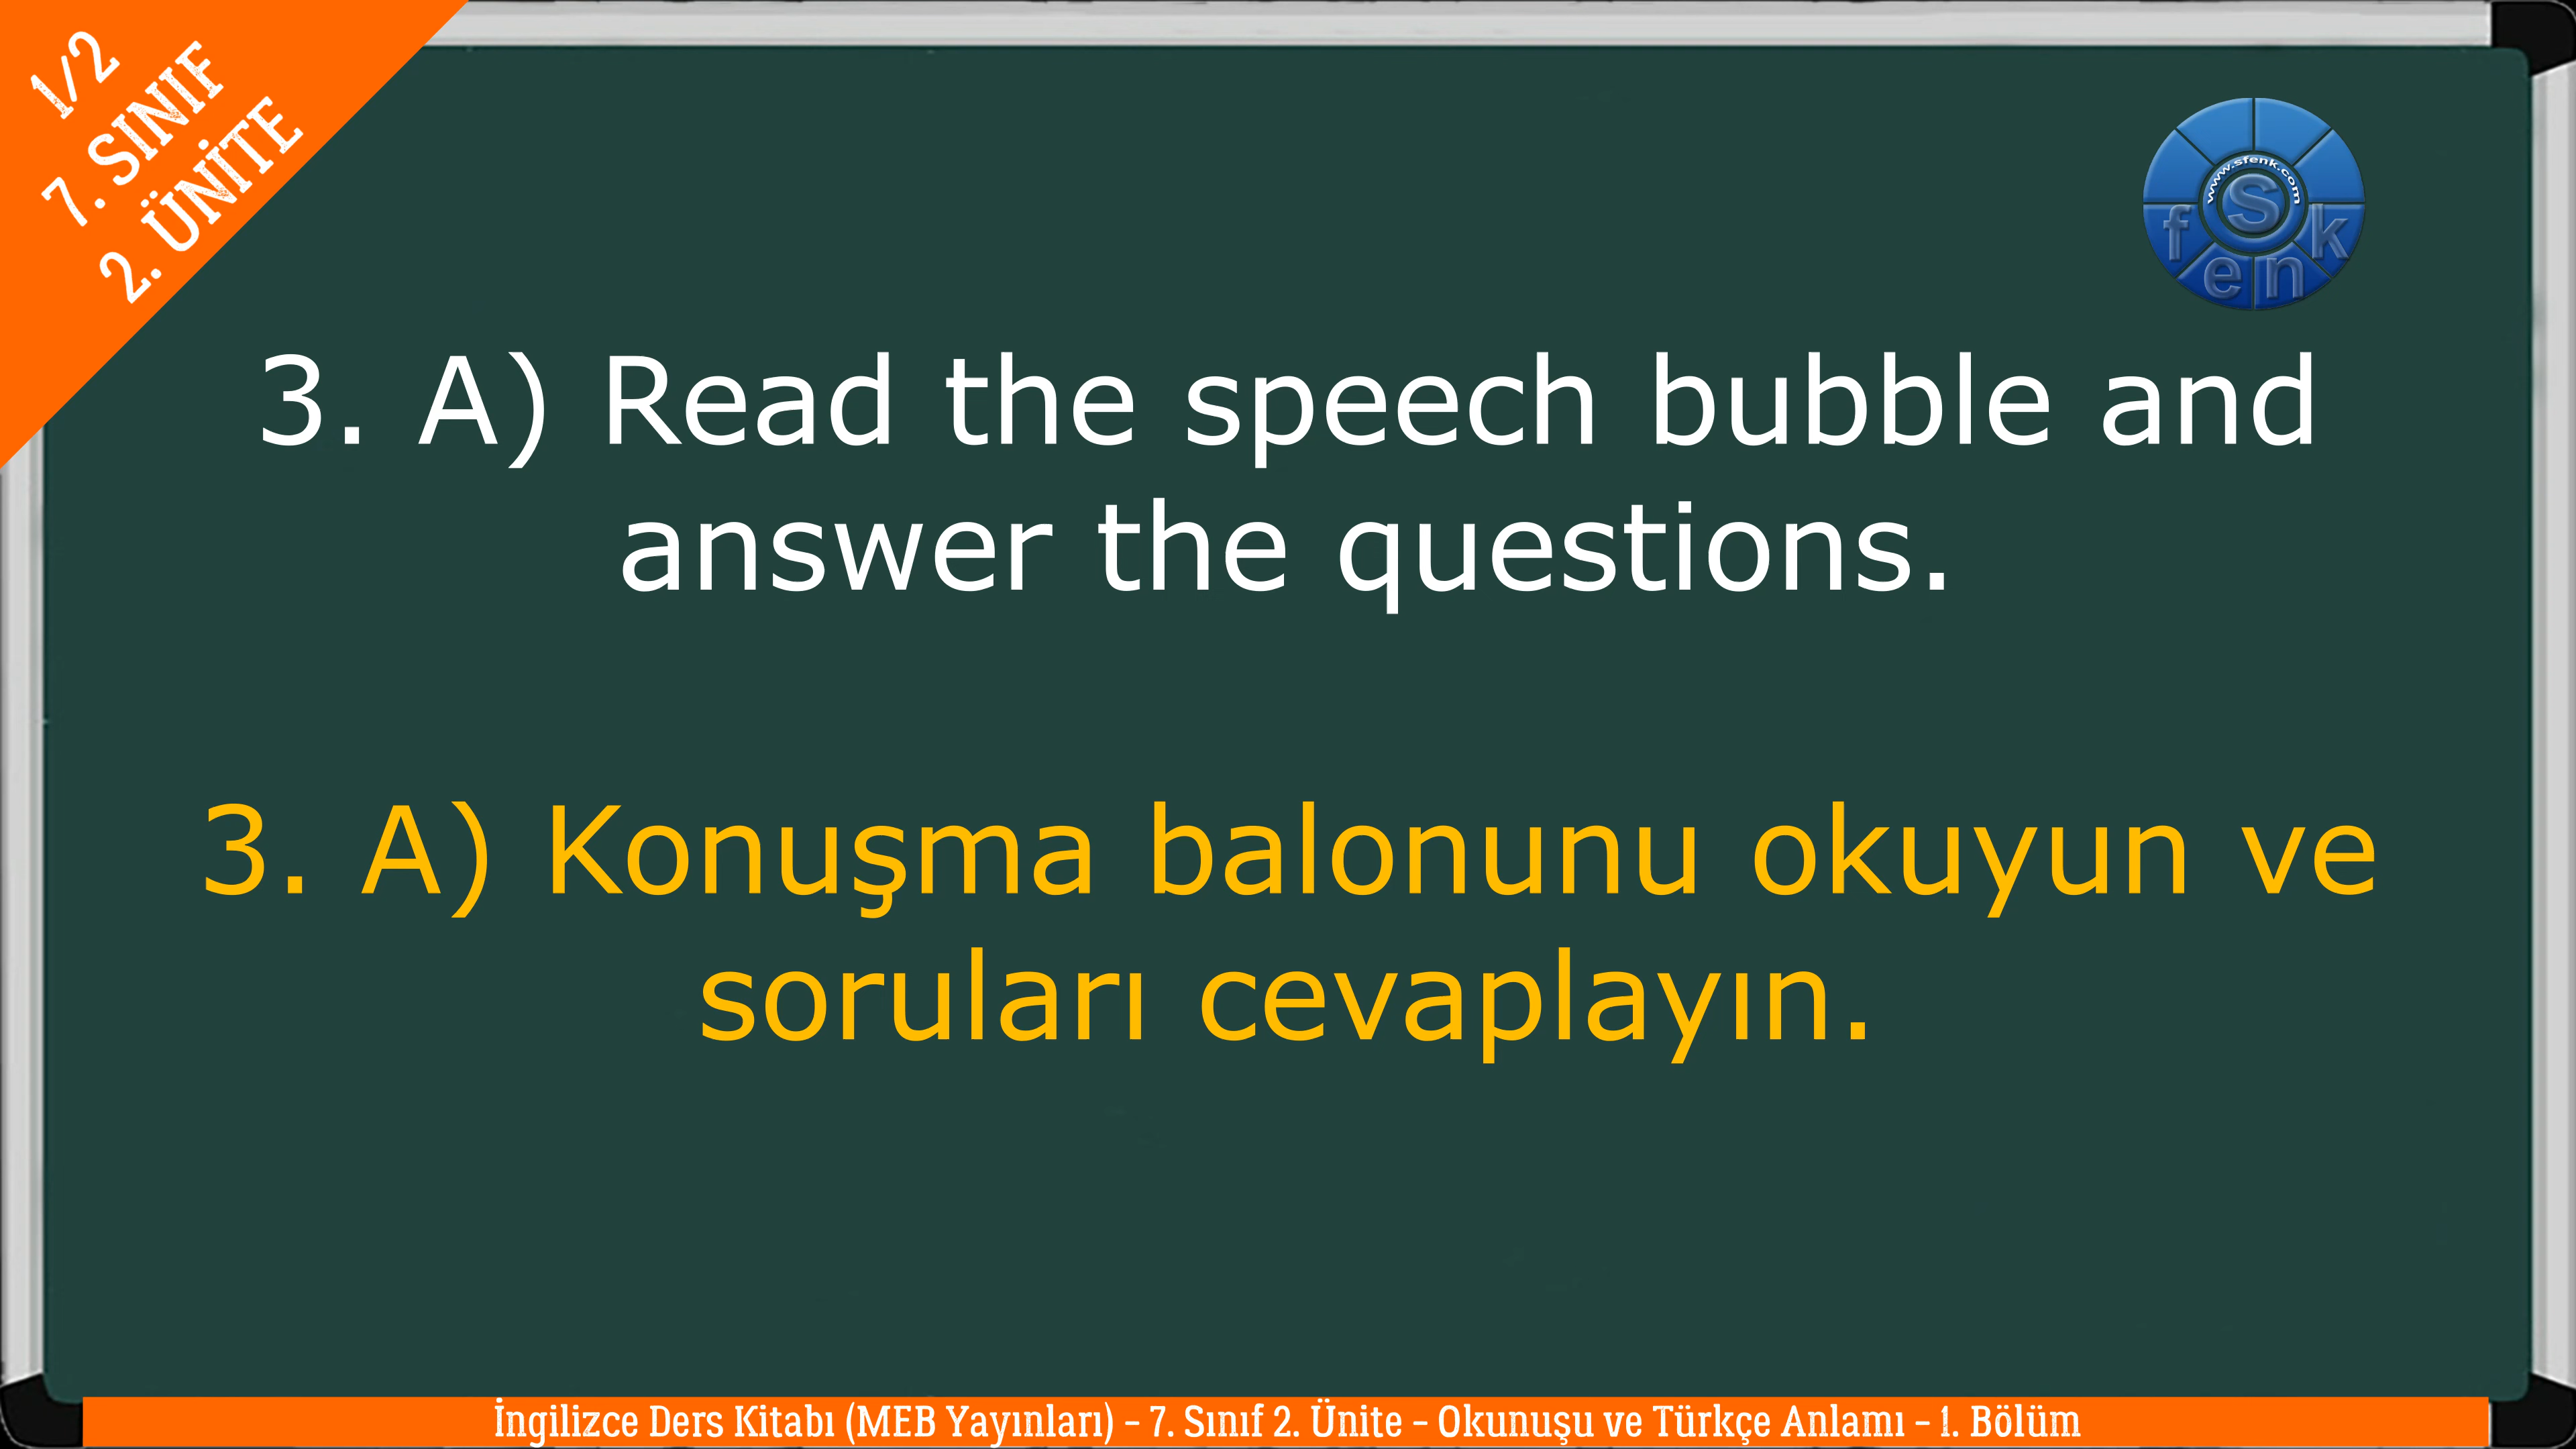 1/2
7. SINIF
2. ÜNİTE
www.sfenk.com
S
f e n k
3. A) Read the speech bubble and
answer the questions.
3. A) Konuşma balonunu okuyun ve
soruları cevaplayın.
İngilizce Ders Kitabı (MEB Yayınları) – 7. Sınıf 2. Ünite – Okunuşu ve Türkçe Anlamı – 1. Bölüm